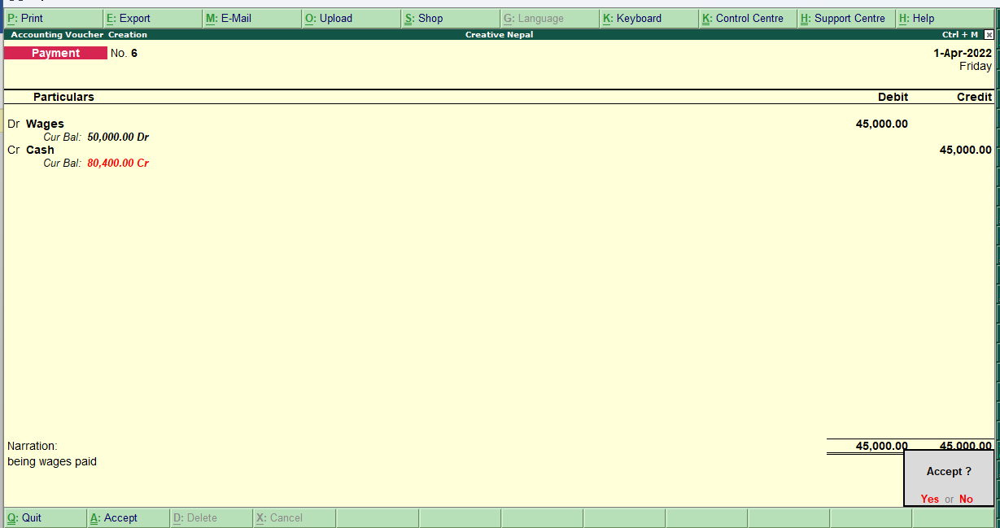 P: Print E: Export M: E-Mail O: Upload S: Shop G: Language K: Keyboard K: Control Centre H: Support Centre H: Help
Accounting Voucher Creation Creative Nepal Ctrl + M
Payment No. 6 1-Apr-2022
Friday
Particulars Debit Credit
Dr Wages 45,000.00
Cur Bal: 50,000.00 Dr
Cr Cash 45,000.00
Cur Bal: 80,400.00 Cr
Narration: 45,000.00 45,000.00
being wages paid
Accept ?
Yes or No
Q: Quit A: Accept D: Delete X: Cancel